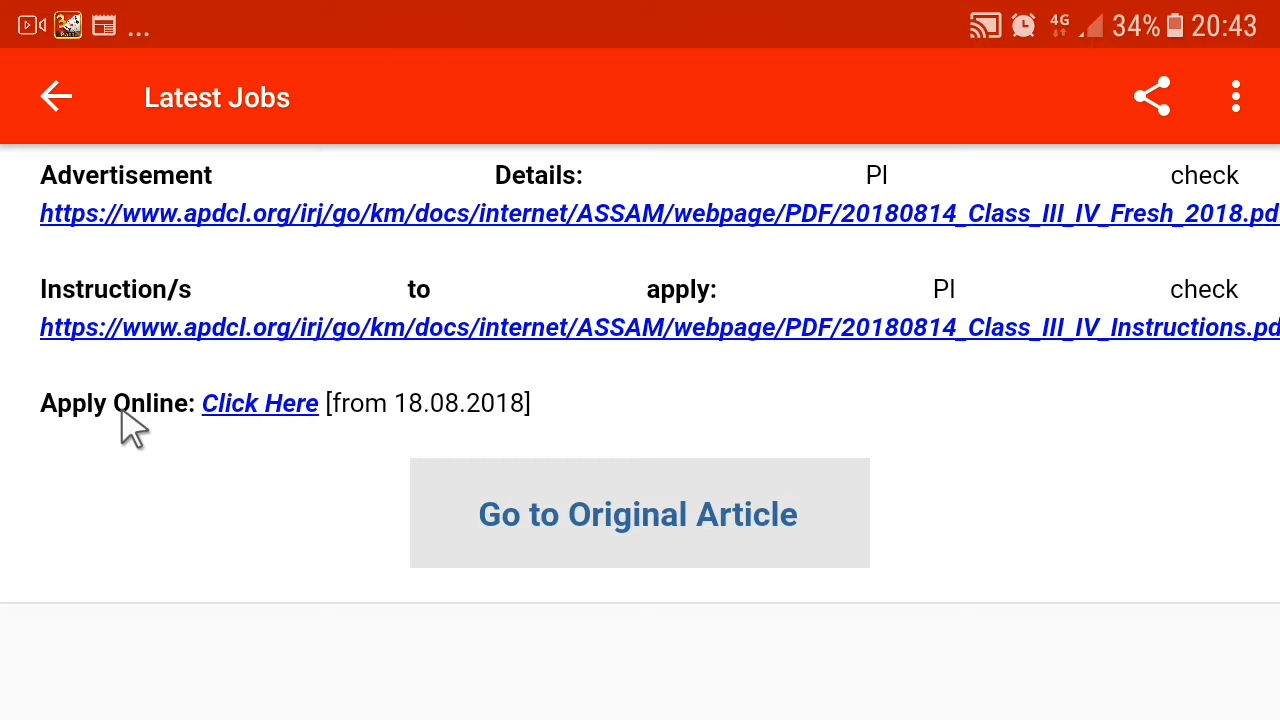 ... 4G 34% 20:43
Latest Jobs
Advertisement Details: Pl check
https://www.apdcl.org/irj/go/km/docs/internet/ASSAM/webpage/PDF/20180814_Class_III_IV_Fresh_2018.pd
Instruction/s to apply: Pl check
https://www.apdcl.org/irj/go/km/docs/internet/ASSAM/webpage/PDF/20180814_Class_III_IV_Instructions.pd
Apply Online: Click Here [from 18.08.2018]
Go to Original Article